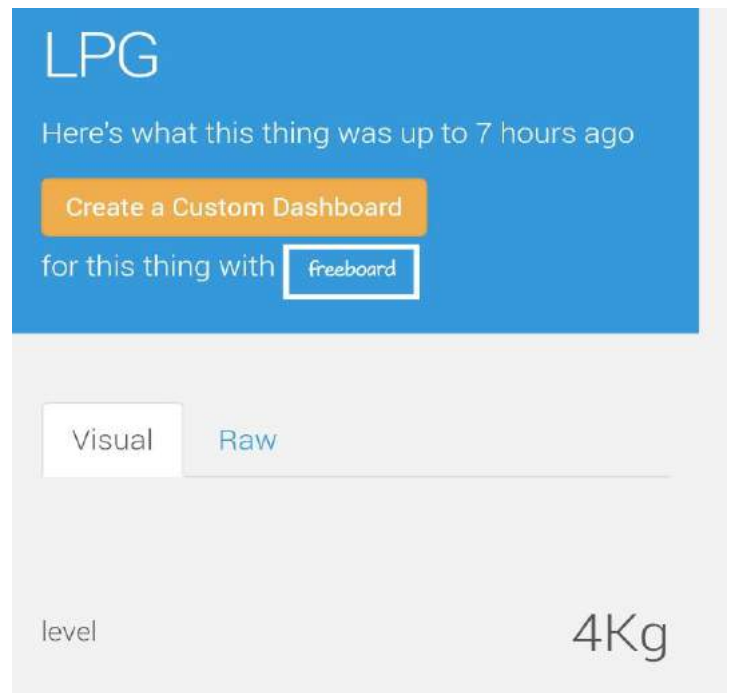 LPG
Here's what this thing was up to 7 hours ago
Create a Custom Dashboard
for this thing with freeboard
Visual Raw
level 4Kg